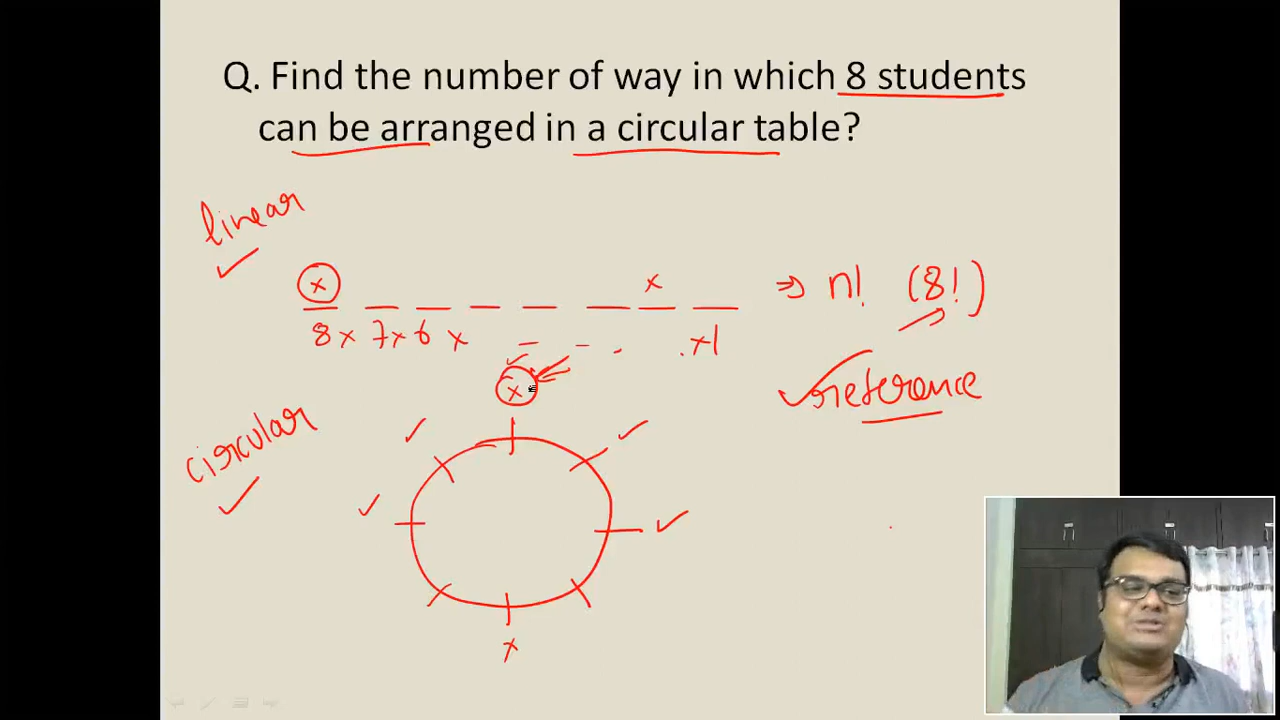 Q. Find the number of way in which 8 students
can be arranged in a circular table?
linear
x x ⇒ n! (8!)
8 x 7 x 6 x - - . . x 1
x
reference
circular
x